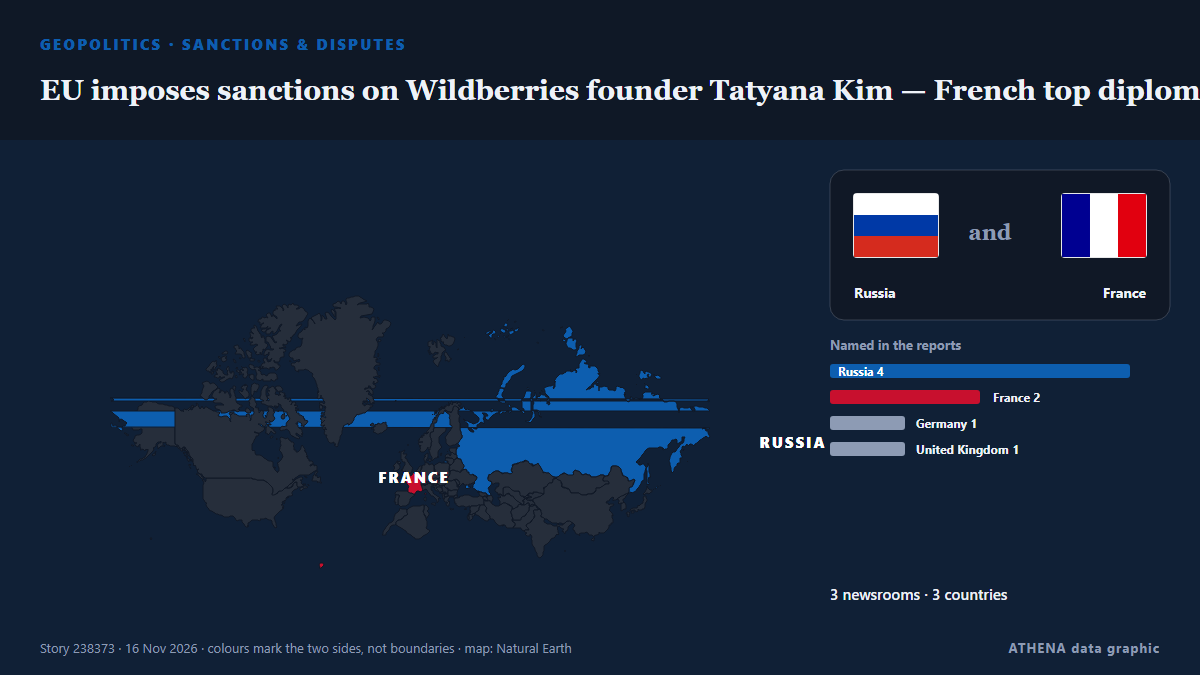 GEOPOLITICS · SANCTIONS & DISPUTES
EU imposes sanctions on Wildberries founder Tatyana Kim — French top diplom
and
Russia
France
Named in the reports
Russia 4
France 2
Germany 1
United Kingdom 1
RUSSIA
FRANCE
3 newsrooms · 3 countries
Story 238373 · 16 Nov 2026 · colours mark the two sides, not boundaries · map: Natural Earth
ATHENA data graphic